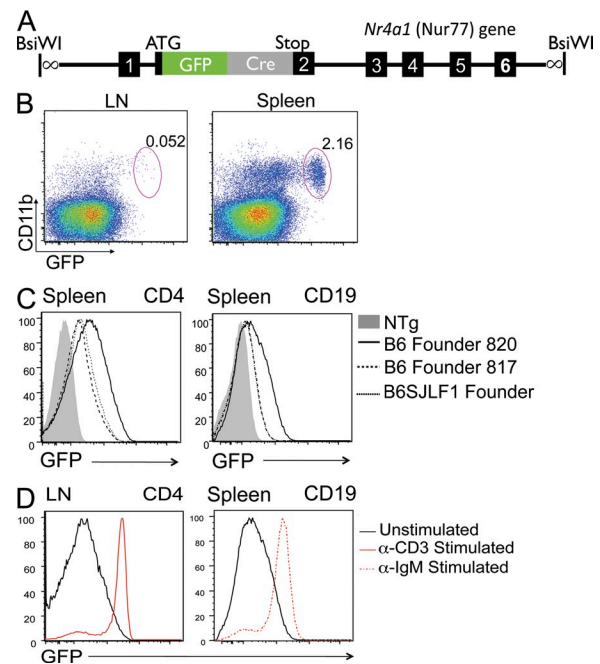 A
Nr4a1 (Nur77) gene
BsiWI
ATG
Stop
BsiWI
∞ 1 GFP Cre 2 3 4 5 6 ∞
B
LN
Spleen
0.052
2.16
CD11b
GFP
C
Spleen CD4
Spleen CD19
100
80
60
40
20
0
100
80
60
40
20
0
GFP
GFP
NTg
B6 Founder 820
B6 Founder 817
B6SJLF1 Founder
D
LN CD4
Spleen CD19
100
80
60
40
20
0
100
80
60
40
20
0
GFP
Unstimulated
α-CD3 Stimulated
α-IgM Stimulated